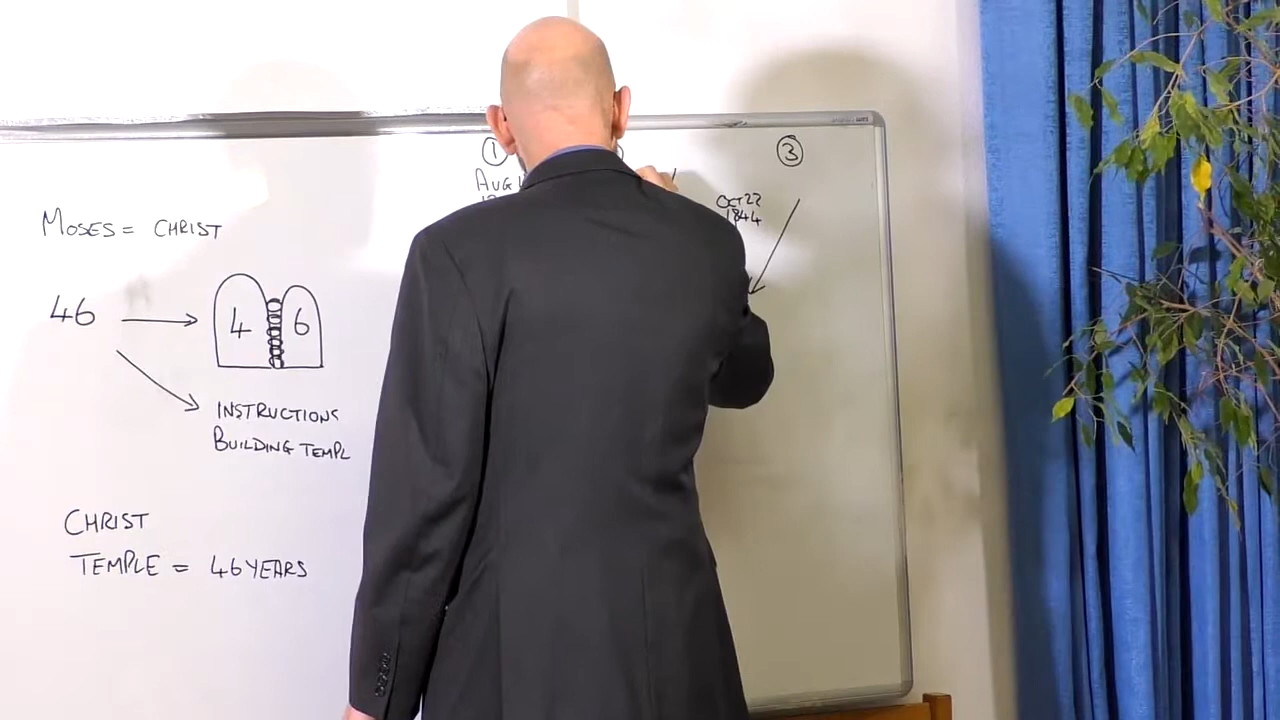 MOSES = CHRIST
46
4 6
INSTRUCTIONS
BUILDING TEMPL
CHRIST
TEMPLE = 46 YEARS
1
AUG
3
OCT 22
1844